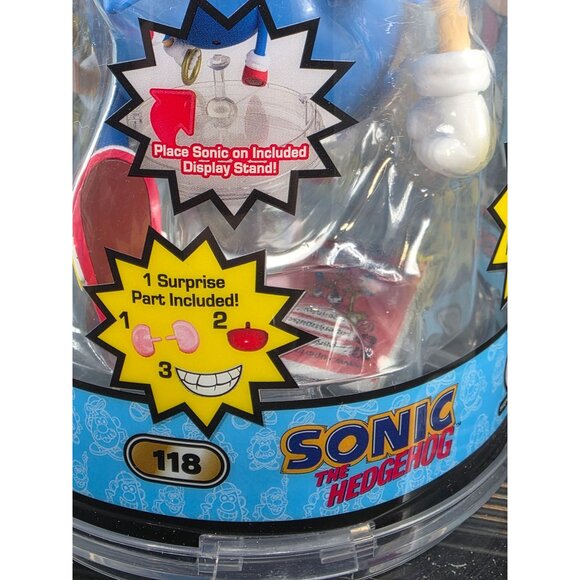 Place Sonic on Included
Display Stand!
1 Surprise
Part Included!
1
2
3
118
SONIC
THE
HEDGEHOG